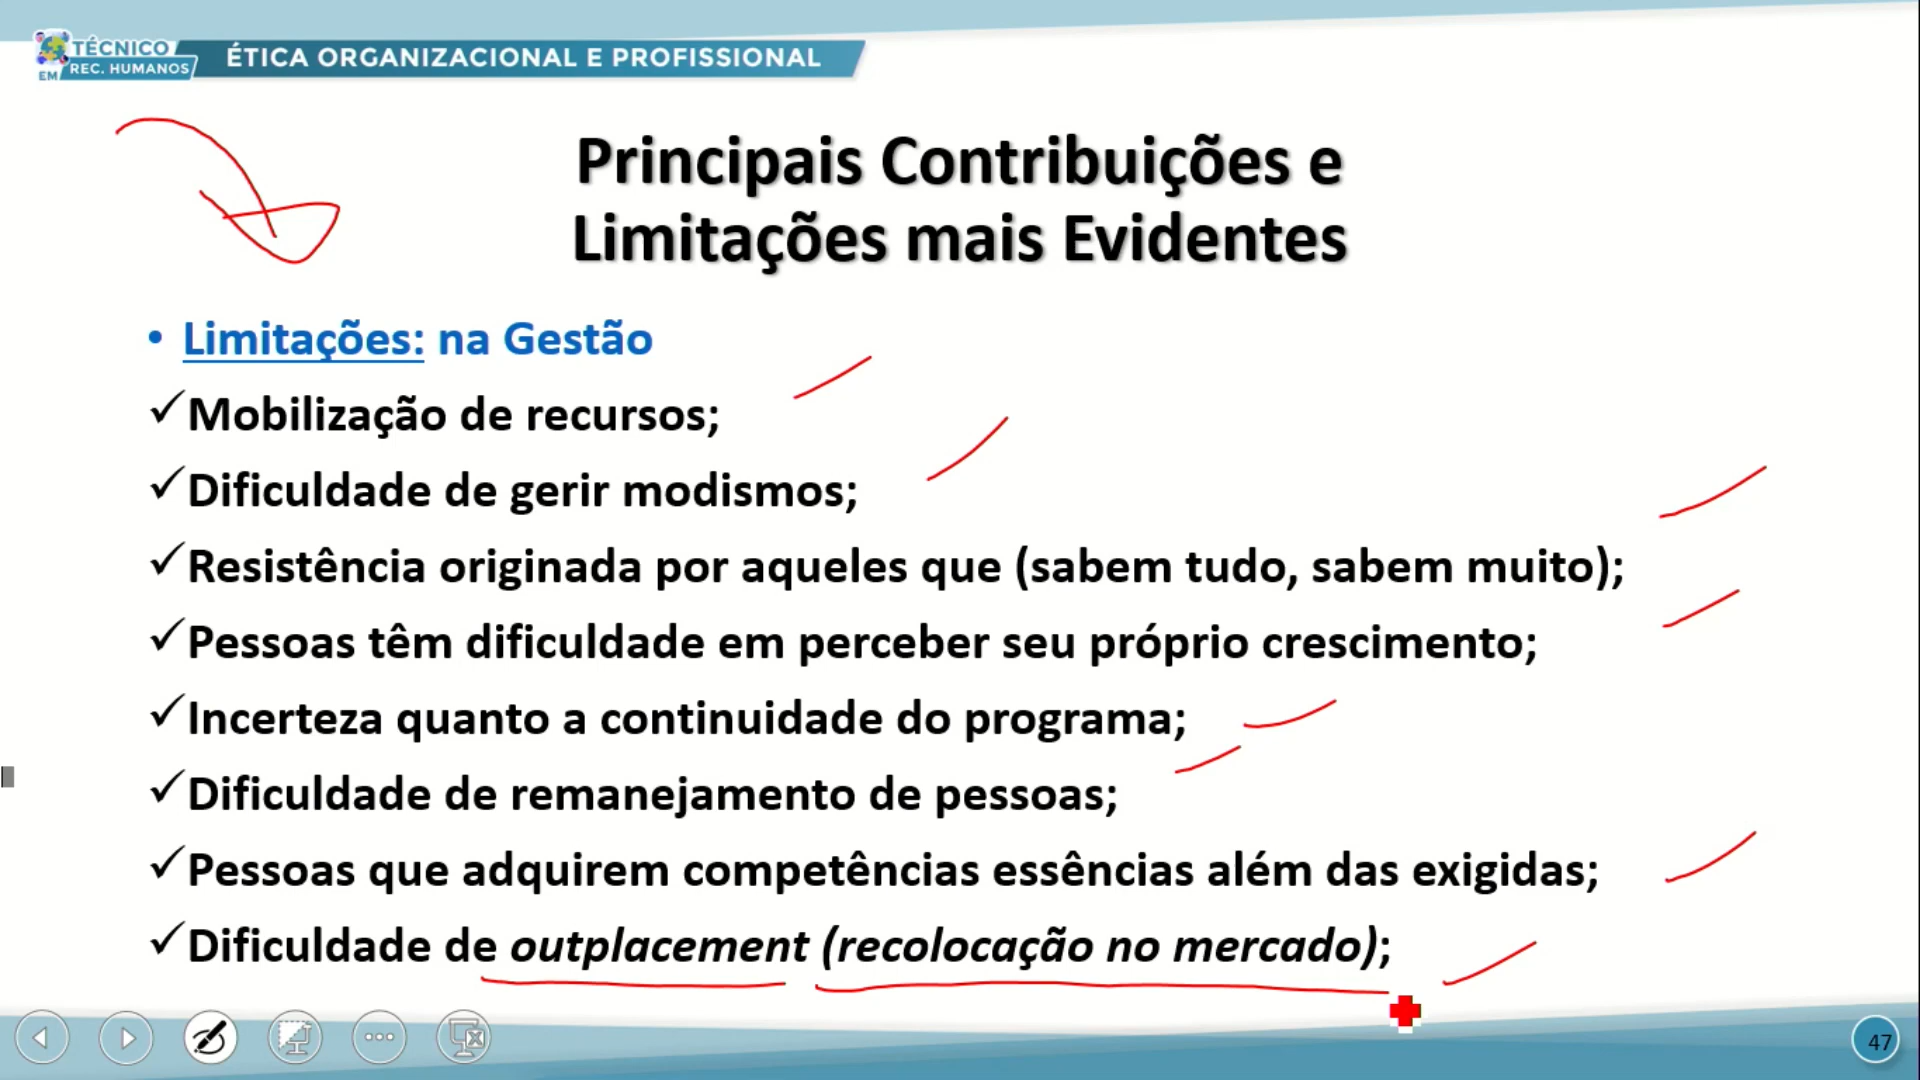 TÉCNICO
EM REC. HUMANOS
ÉTICA ORGANIZACIONAL E PROFISSIONAL
Principais Contribuições e
Limitações mais Evidentes
• Limitações: na Gestão
✓Mobilização de recursos;
✓Dificuldade de gerir modismos;
✓Resistência originada por aqueles que (sabem tudo, sabem muito);
✓Pessoas têm dificuldade em perceber seu próprio crescimento;
✓Incerteza quanto a continuidade do programa;
✓Dificuldade de remanejamento de pessoas;
✓Pessoas que adquirem competências essências além das exigidas;
✓Dificuldade de outplacement (recolocação no mercado);
47